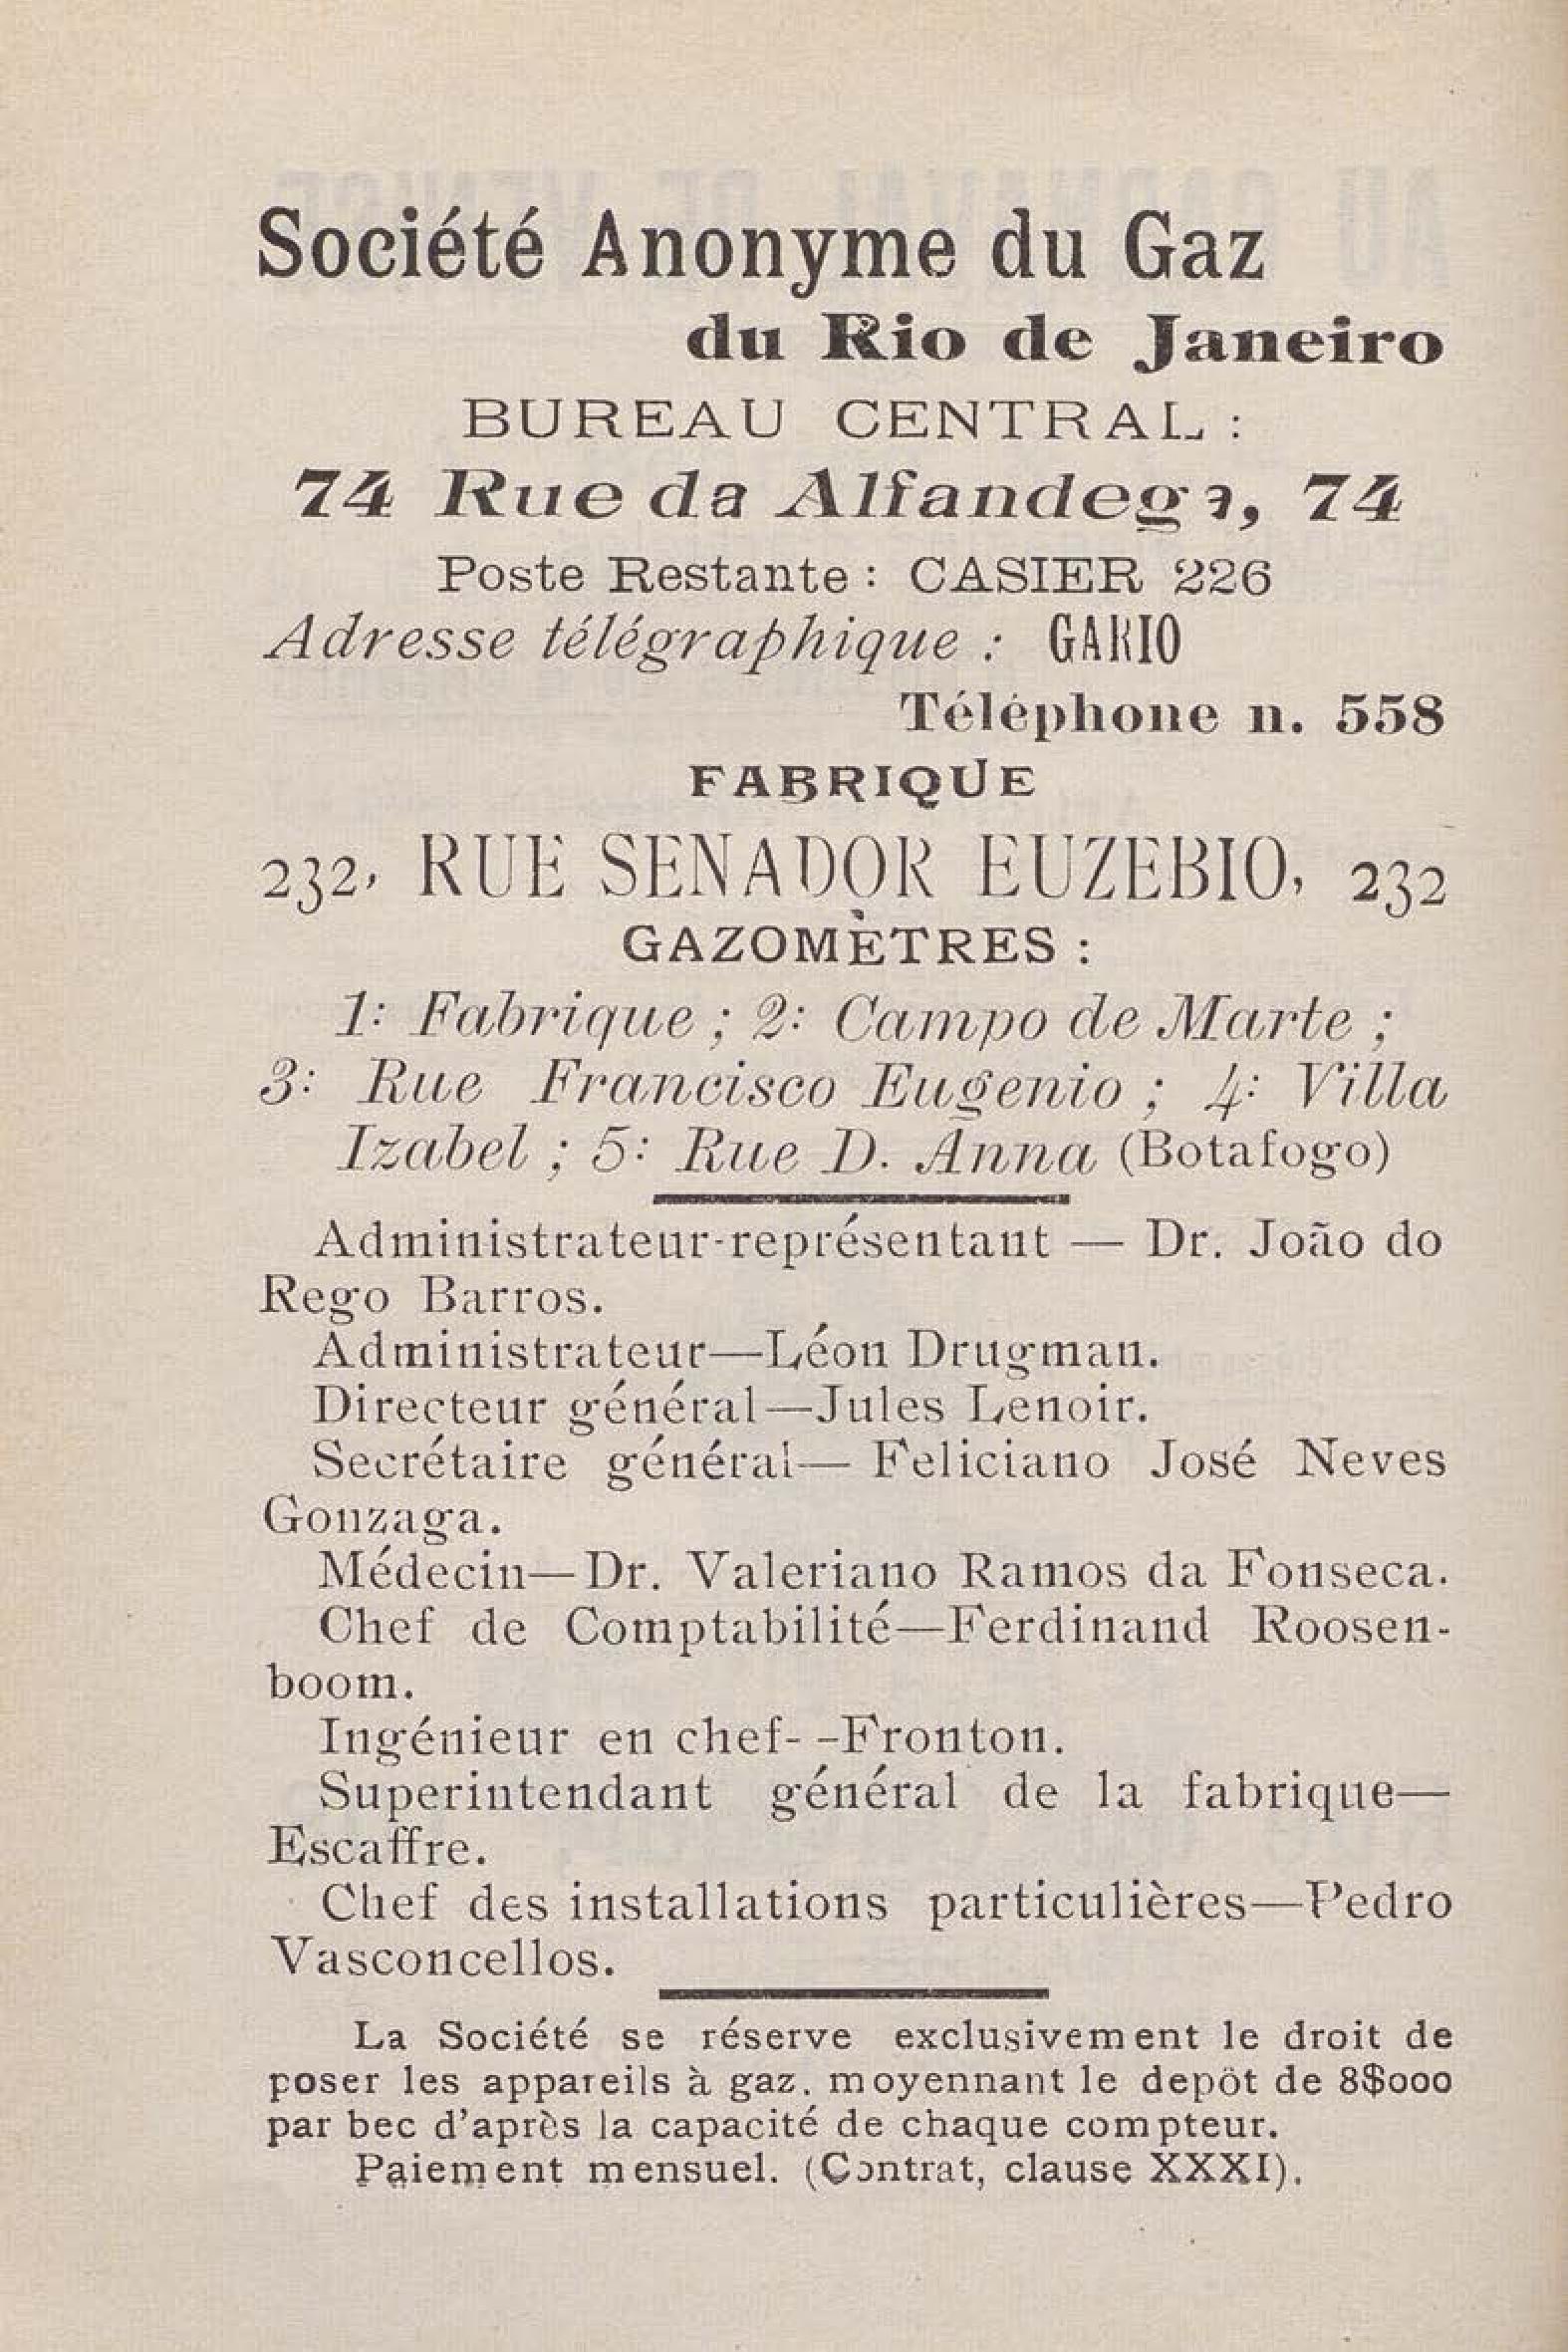 Société Anonyme du Gaz
du Rio de Janeiro
BUREAU CENTRAL :
74 Rue da Alfandega, 74
Poste Restante : CASIER 226
Adresse télégraphique : GARIO
Téléphone n. 558
FABRIQUE
232, RUE SENADOR EUZEBIO, 232
GAZOMÈTRES :
1: Fabrique ; 2: Campo de Marte ;
3: Rue Francisco Eugenio ; 4: Villa
Izabel ; 5: Rue D. Anna (Botafogo)
Administrateur-représentant — Dr. João do
Rego Barros.
Administrateur—Léon Drugman.
Directeur général—Jules Lenoir.
Secrétaire général— Feliciano José Neves
Gonzaga.
Médecin—Dr. Valeriano Ramos da Fonseca.
Chef de Comptabilité—Ferdinand Roosen-
boom.
Ingénieur en chef--Fronton.
Superintendant général de la fabrique—
Escaffre.
Chef des installations particulières—Pedro
Vasconcellos.
La Société se réserve exclusivement le droit de
poser les appareils à gaz, moyennant le depôt de 8$000
par bec d'après la capacité de chaque compteur.
Paiement mensuel. (Contrat, clause XXXI).